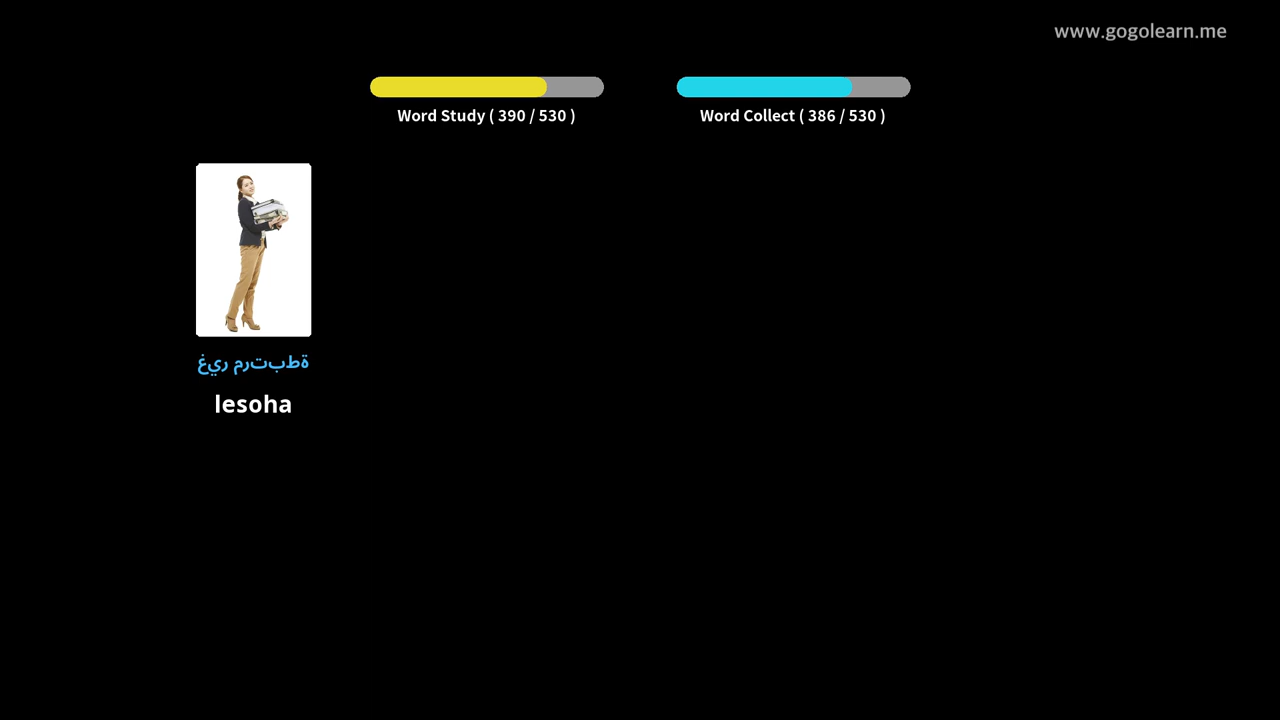 www.gogolearn.me
Word Study ( 390 / 530 )
Word Collect ( 386 / 530 )
غير مرتبطة
lesoha